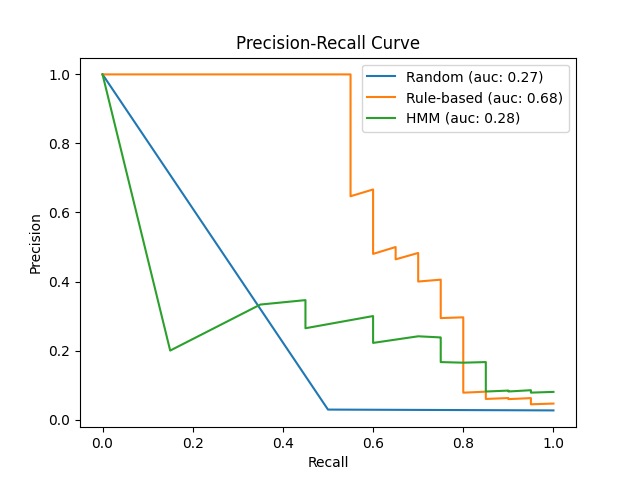 Precision-Recall Curve
Random (auc: 0.27)
Rule-based (auc: 0.68)
HMM (auc: 0.28)
Precision
1.0
0.8
0.6
0.4
0.2
0.0
0.0 0.2 0.4 0.6 0.8 1.0
Recall